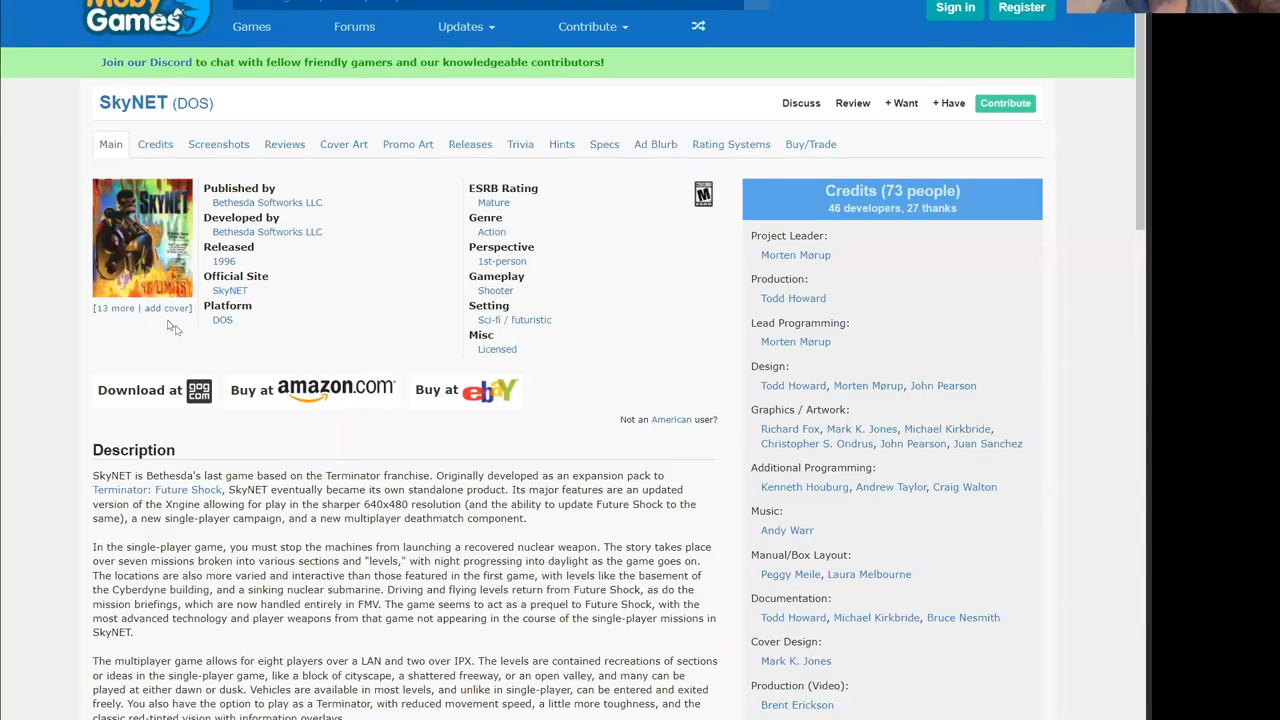 Moby
Games
Games
Forums
Updates
Contribute
Sign in
Register
Join our Discord to chat with fellow friendly gamers and our knowledgeable contributors!
SkyNET (DOS)
Discuss
Review
+ Want
+ Have
Contribute
Main
Credits
Screenshots
Reviews
Cover Art
Promo Art
Releases
Trivia
Hints
Specs
Ad Blurb
Rating Systems
Buy/Trade
SKYNET
NO LIMITS
[13 more | add cover]
Published by
Bethesda Softworks LLC
Developed by
Bethesda Softworks LLC
Released
1996
Official Site
SkyNET
Platform
DOS
ESRB Rating
Mature
Genre
Action
Perspective
1st-person
Gameplay
Shooter
Setting
Sci-fi / futuristic
Misc
Licensed
M
Download at gog com
Buy at amazon.com
Buy at ebay
Not an American user?
Description
SkyNET is Bethesda's last game based on the Terminator franchise. Originally developed as an expansion pack to
Terminator: Future Shock, SkyNET eventually became its own standalone product. Its major features are an updated
version of the Xngine allowing for play in the sharper 640x480 resolution (and the ability to update Future Shock to the
same), a new single-player campaign, and a new multiplayer deathmatch component.
In the single-player game, you must stop the machines from launching a recovered nuclear weapon. The story takes place
over seven missions broken into various sections and "levels," with night progressing into daylight as the game goes on.
The locations are also more varied and interactive than those featured in the first game, with levels like the basement of
the Cyberdyne building, and a sinking nuclear submarine. Driving and flying levels return from Future Shock, as do the
mission briefings, which are now handled entirely in FMV. The game seems to act as a prequel to Future Shock, with the
most advanced technology and player weapons from that game not appearing in the course of the single-player missions in
SkyNET.
The multiplayer game allows for eight players over a LAN and two over IPX. The levels are contained recreations of sections
or ideas in the single-player game, like a block of cityscape, a shattered freeway, or an open valley, and many can be
played at either dawn or dusk. Vehicles are available in most levels, and unlike in single-player, can be entered and exited
freely. You also have the option to play as a Terminator, with reduced movement speed, a little more toughness, and the
classic red-tinted vision with information overlays.
Credits (73 people)
46 developers, 27 thanks
Project Leader:
Morten Mørup
Production:
Todd Howard
Lead Programming:
Morten Mørup
Design:
Todd Howard, Morten Mørup, John Pearson
Graphics / Artwork:
Richard Fox, Mark K. Jones, Michael Kirkbride,
Christopher S. Ondrus, John Pearson, Juan Sanchez
Additional Programming:
Kenneth Houburg, Andrew Taylor, Craig Walton
Music:
Andy Warr
Manual/Box Layout:
Peggy Meile, Laura Melbourne
Documentation:
Todd Howard, Michael Kirkbride, Bruce Nesmith
Cover Design:
Mark K. Jones
Production (Video):
Brent Erickson